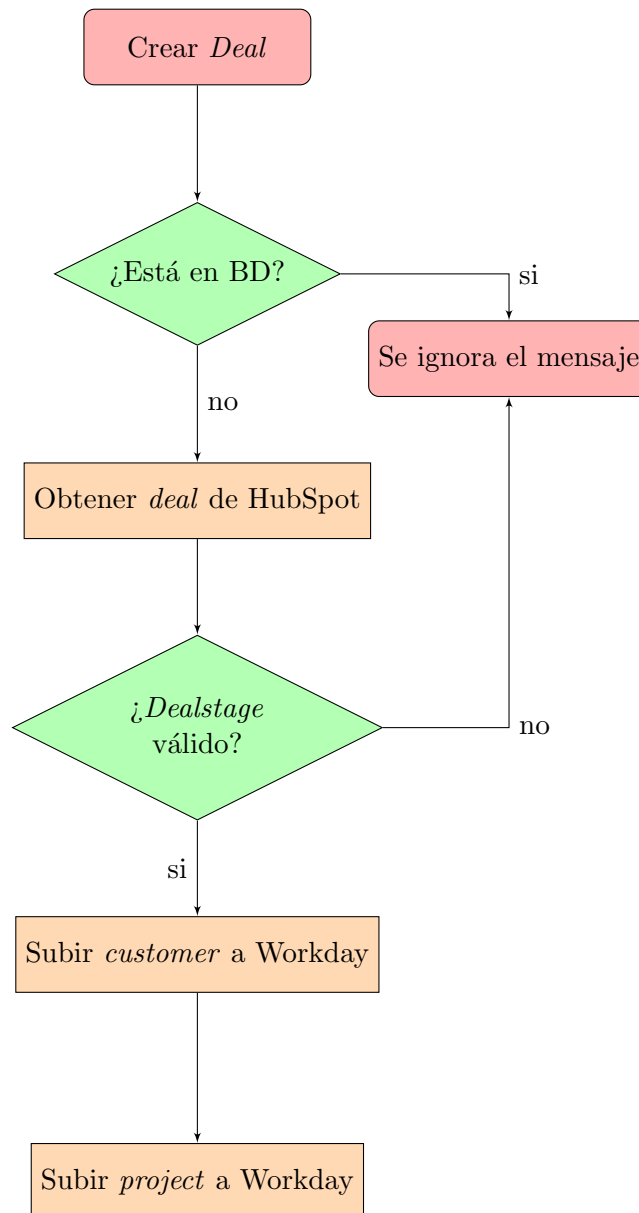 Crear Deal
¿Está en BD?
si
Se ignora el mensaje
no
Obtener deal de HubSpot
¿Dealstage
válido?
no
si
Subir customer a Workday
Subir project a Workday